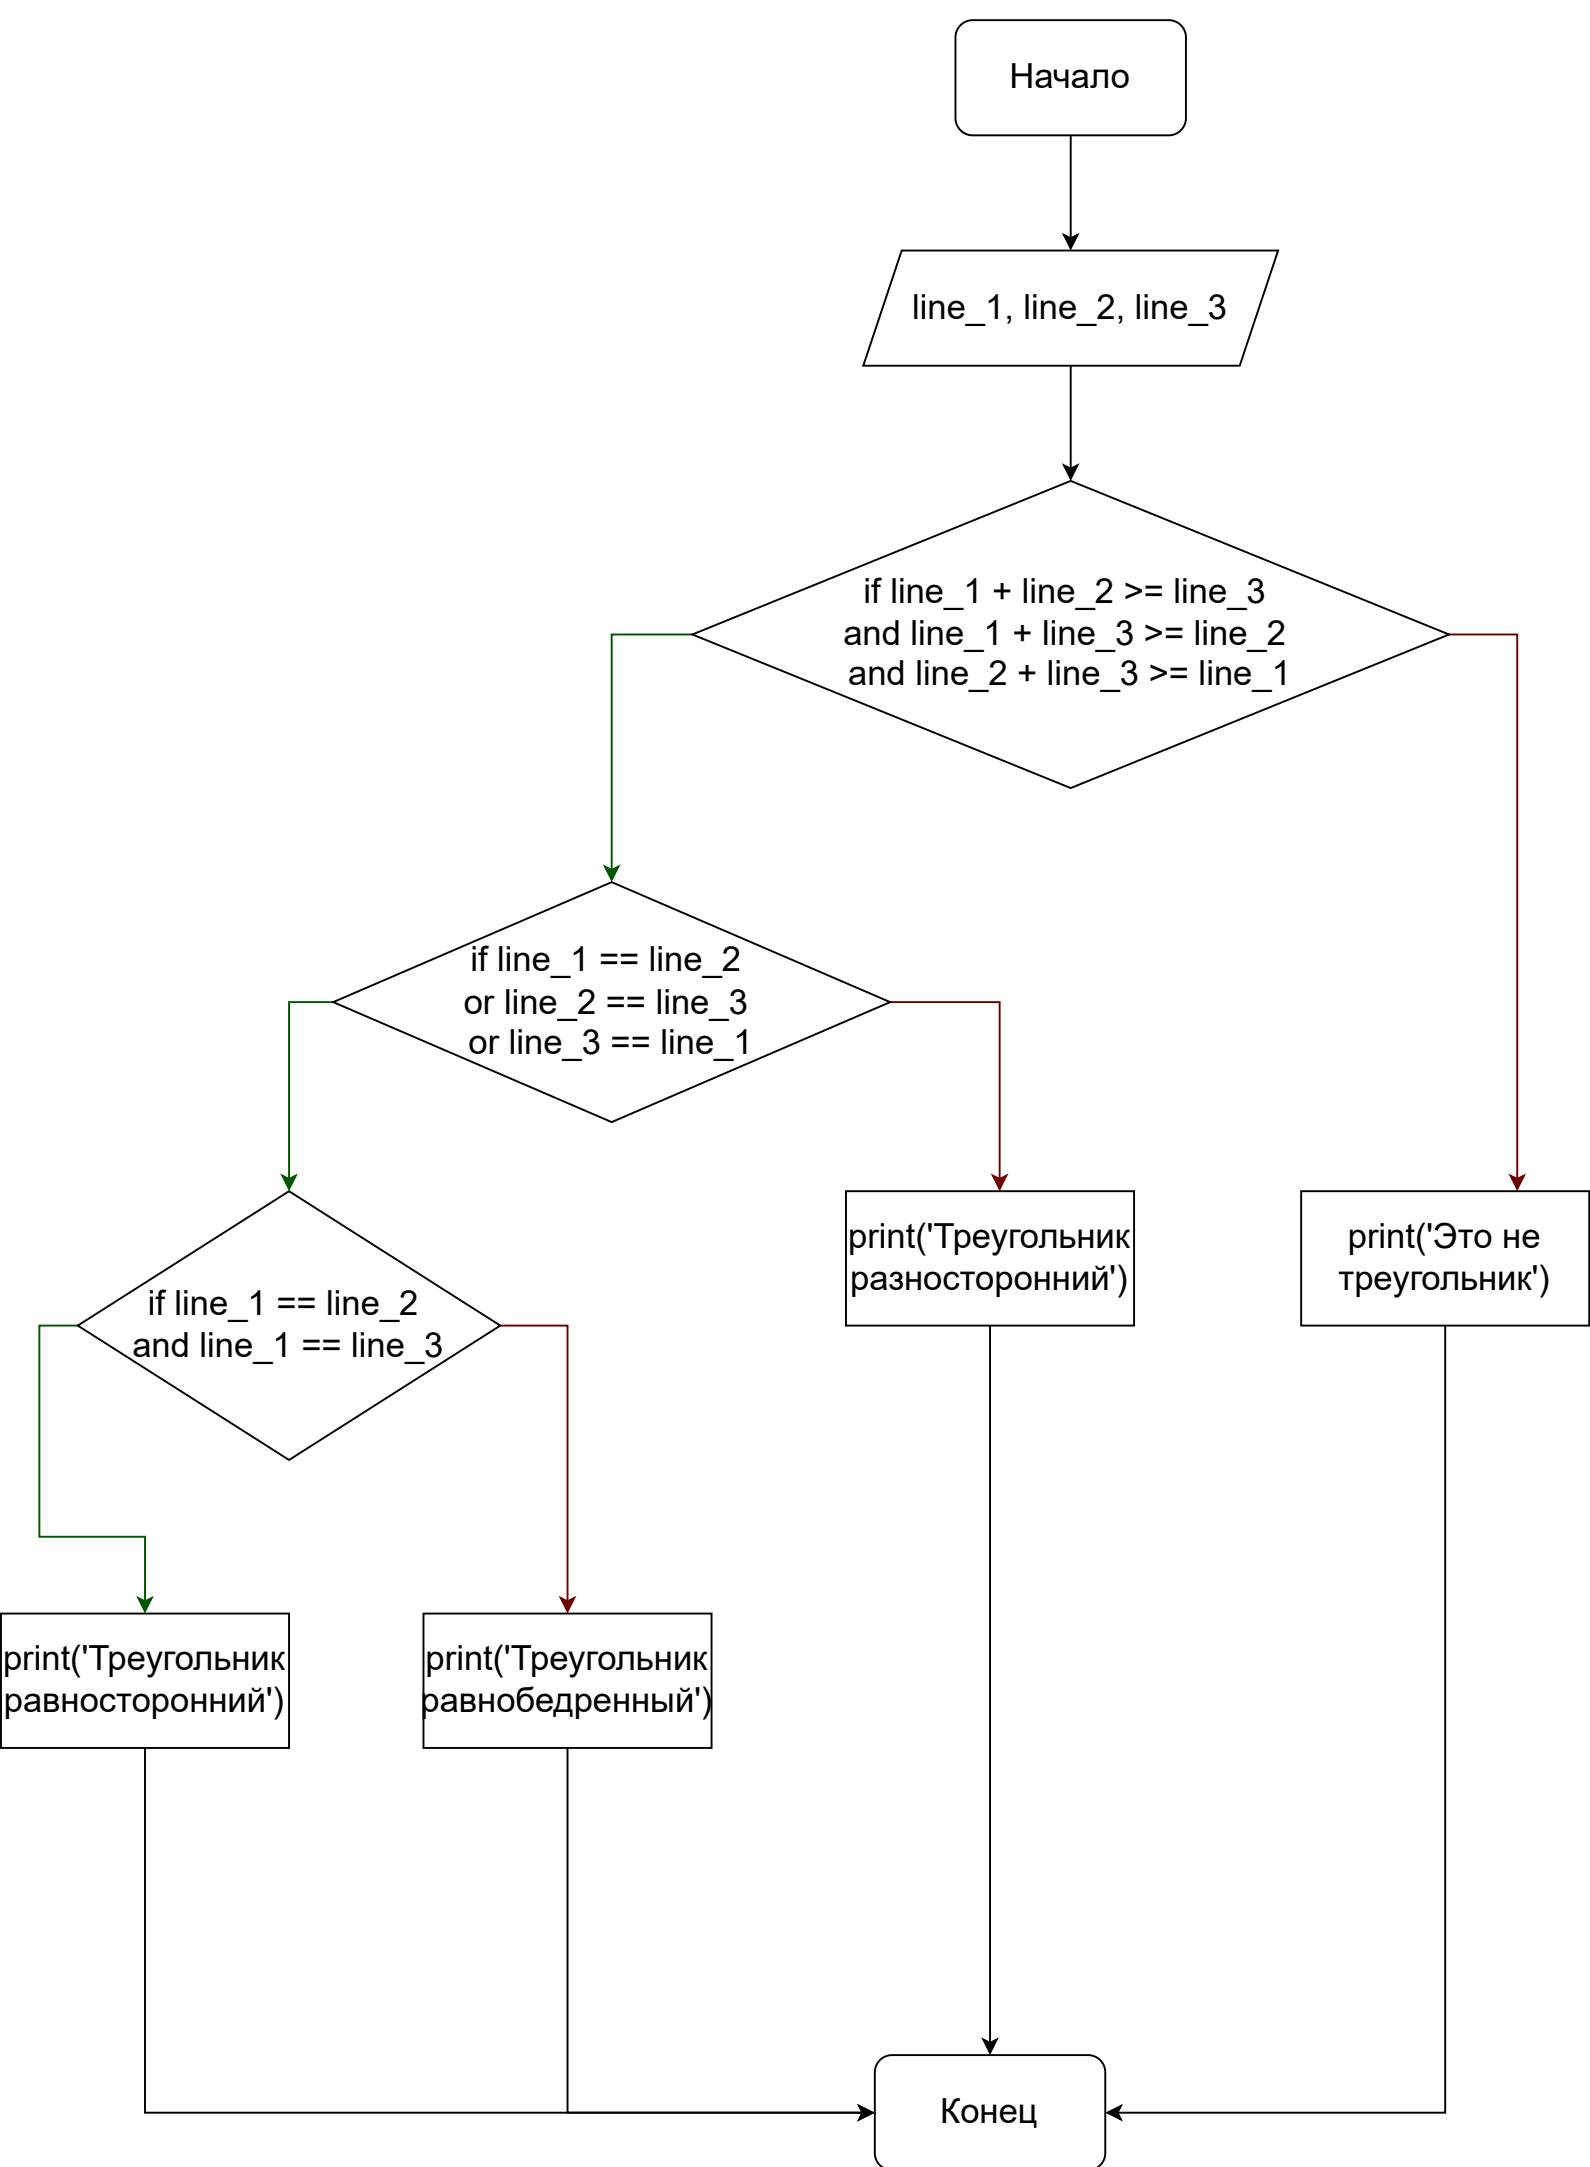 Начало
line_1, line_2, line_3
if line_1 + line_2 >= line_3
and line_1 + line_3 >= line_2
and line_2 + line_3 >= line_1
if line_1 == line_2
or line_2 == line_3
or line_3 == line_1
print('Треугольник
разносторонний')
print('Это не
треугольник')
if line_1 == line_2
and line_1 == line_3
print('Треугольник
равносторонний')
print('Треугольник
равнобедренный')
Конец